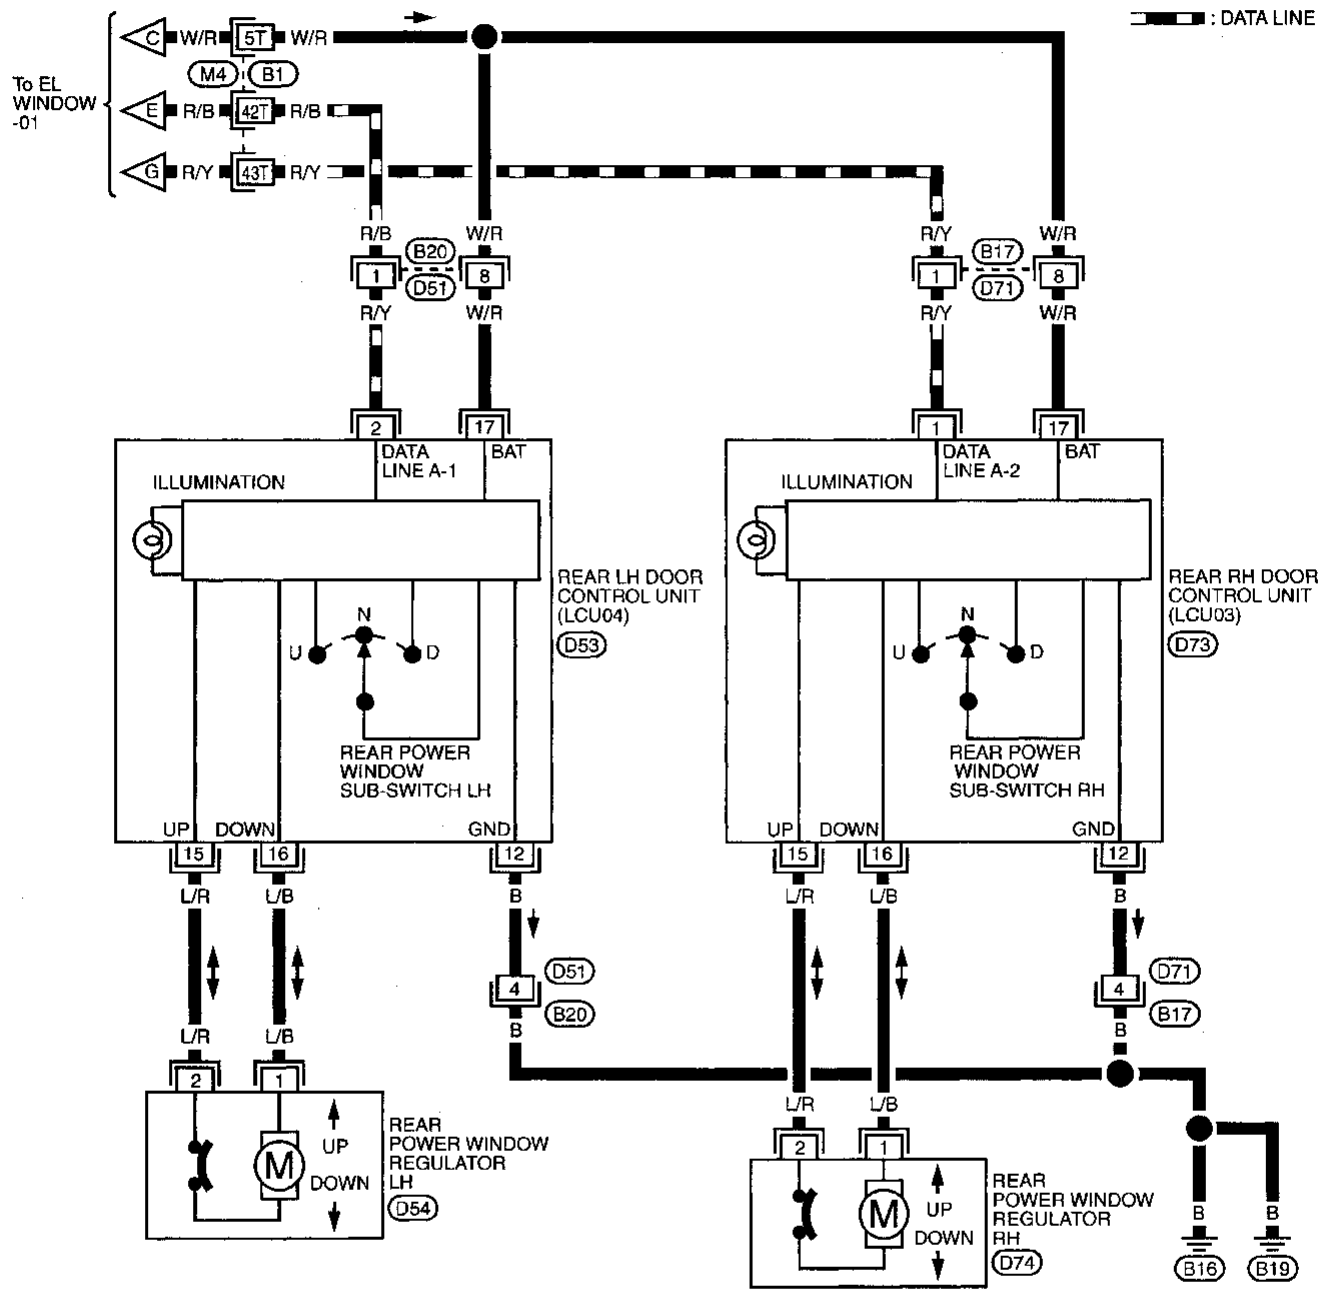 : DATA LINE
To EL
WINDOW
-01
C W/R 5T W/R
M4 B1
E R/B 42T R/B
G R/Y 43T R/Y
R/B W/R R/Y W/R
B20 B17
1 8 1 8
D51 D71
R/Y W/R R/Y W/R
2 17 1 17
DATA
LINE A-1
BAT
DATA
LINE A-2
BAT
ILLUMINATION
ILLUMINATION
REAR LH DOOR
CONTROL UNIT
(LCU04)
D53
REAR RH DOOR
CONTROL UNIT
(LCU03)
D73
N
U D
N
U D
REAR POWER
WINDOW
SUB-SWITCH LH
REAR POWER
WINDOW
SUB-SWITCH RH
UP DOWN GND
UP DOWN GND
15 16 12 15 16 12
L/R L/B B L/R L/B B
D51 D71
4 4
B20 B17
L/R L/B B B
2 1
L/R L/B
2 1
M
UP
DOWN
REAR
POWER WINDOW
REGULATOR
LH
D54
M
UP
DOWN
REAR
POWER WINDOW
REGULATOR
RH
D74
B B
B16 B19